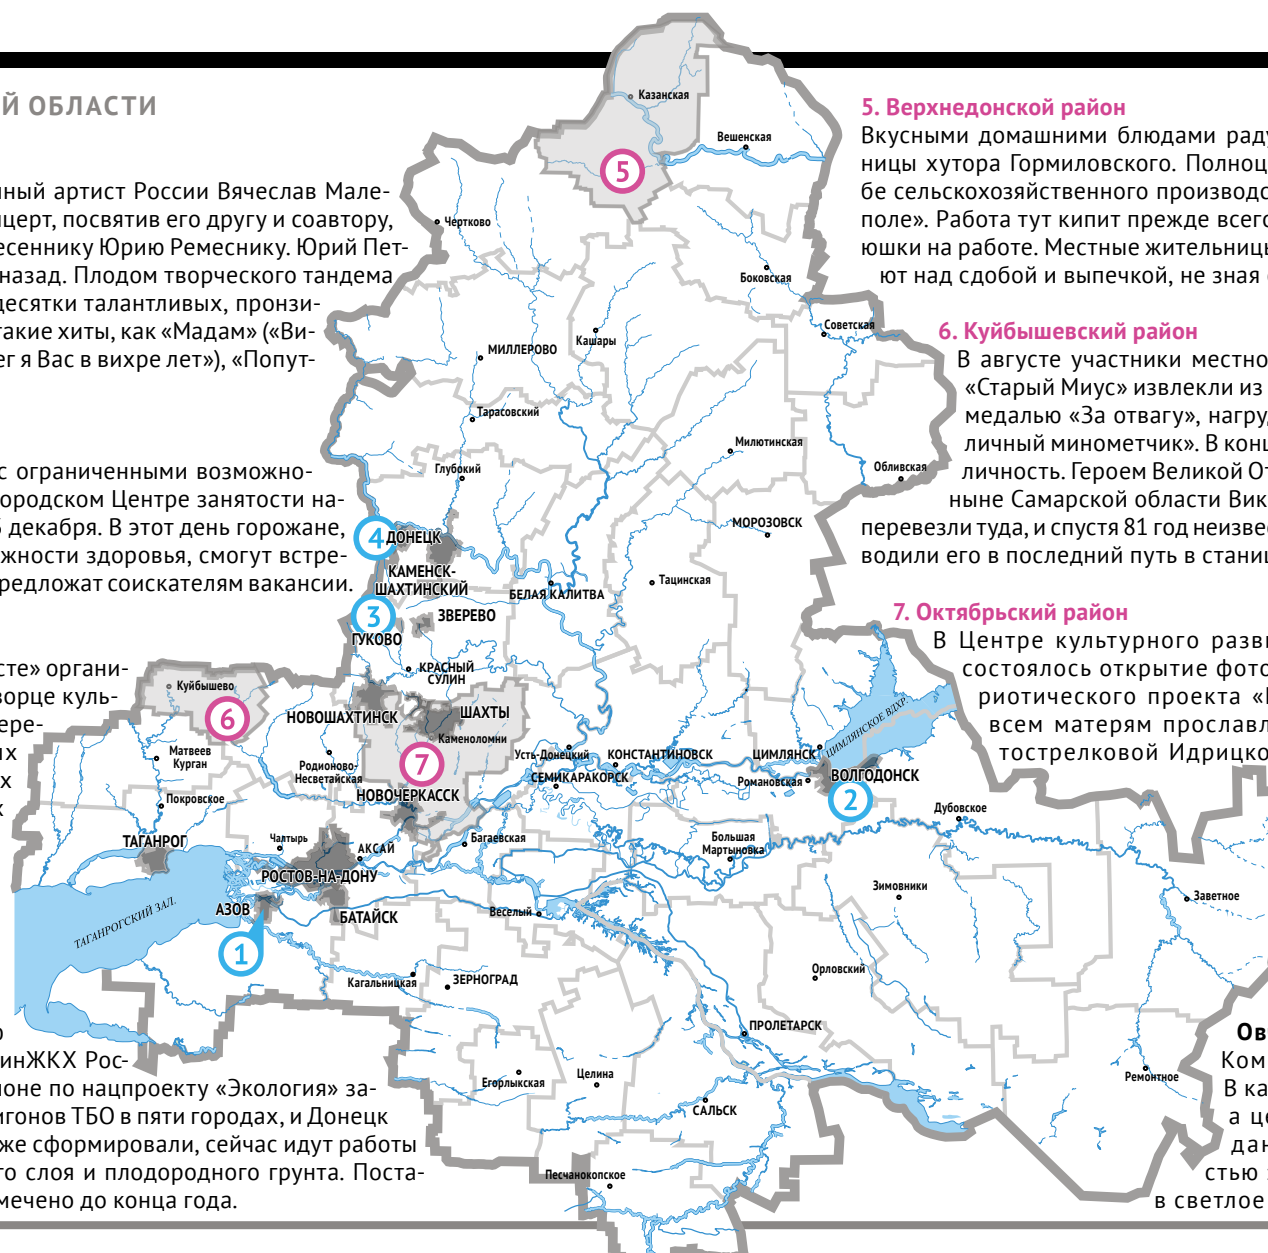 Й ОБЛАСТИ
ный артист России Вячеслав Мале-
нцерт, посвятив его другу и соавтору,
есеннику Юрию Ремеснику. Юрий Пет-
назад. Плодом творческого тандема
десятки талантливых, пронзи-
такие хиты, как «Мадам» («Ви-
ег я Вас в вихре лет»), «Попут-
с ограниченными возможно-
ородском Центре занятости на-
5 декабря. В этот день горожане,
жности здоровья, смогут встре-
редложат соискателям вакансии.
сте» органи-
ворце куль-
ере-
х
х
к
о
инЖКХ Рос-
оне по нацпроекту «Экология» за-
игонов ТБО в пяти городах, и Донецк
же сформировали, сейчас идут работы
го слоя и плодородного грунта. Поста-
мечено до конца года.
5. Верхнедонской район
Вкусными домашними блюдами раду
ницы хутора Гормиловского. Полноц
бе сельскохозяйственного производс
поле». Работа тут кипит прежде всего
юшки на работе. Местные жительницы
ют над сдобой и выпечкой, не зная
6. Куйбышевский район
В августе участники местно
«Старый Миус» извлекли из
медалью «За отвагу», нагру
личный минометчик». В конц
личность. Героем Великой От
ныне Самарской области Вик
перевезли туда, и спустя 81 год неизвес
водили его в последний путь в станиц
7. Октябрьский район
В Центре культурного разви
состоялось открытие фото
риотического проекта «
всем матерям прославл
тострелковой Идрицко
Ов
Ком
В ка
а це
дан
стью
в светлое
Казанская
Вешенская
5
Чертково
Боковская
Советская
Кашары
МИЛЛЕРОВО
Тарасовский
Милютинская
Глубокий
Обливская
МОРОЗОВСК
4
ДОНЕЦК
КАМЕНСК-
ШАХТИНСКИЙ
Тацинская
БЕЛАЯ КАЛИТВА
3
ЗВЕРЕВО
ГУКОВО
КРАСНЫЙ
СУЛИН
Куйбышево
6
НОВОШАХТИНСК
ШАХТЫ
Каменоломни
ЦИМЛЯНСКОЕ ВДХР.
Матвеев
Курган
Родионово-
Несветайская
7
Усть-Донецкий
КОНСТАНТИНОВСК
ЦИМЛЯНСК
СЕМИКАРАКОРСК
Романовская
ВОЛГОДОНСК
2
НОВОЧЕРКАССК
Покровское
Дубовское
ТАГАНРОГ
Чалтырь
АКСАЙ
Багаевская
Большая
Мартыновка
РОСТОВ-НА-ДОНУ
Зимовники
Заветное
АЗОВ
БАТАЙСК
Веселый
ТАГАНРОГСКИЙ ЗАЛ.
1
Кагальницкая
ЗЕРНОГРАД
Орловский
ПРОЛЕТАРСК
Егорлыкская
Целина
Ремонтное
САЛЬСК
Песчанокопское